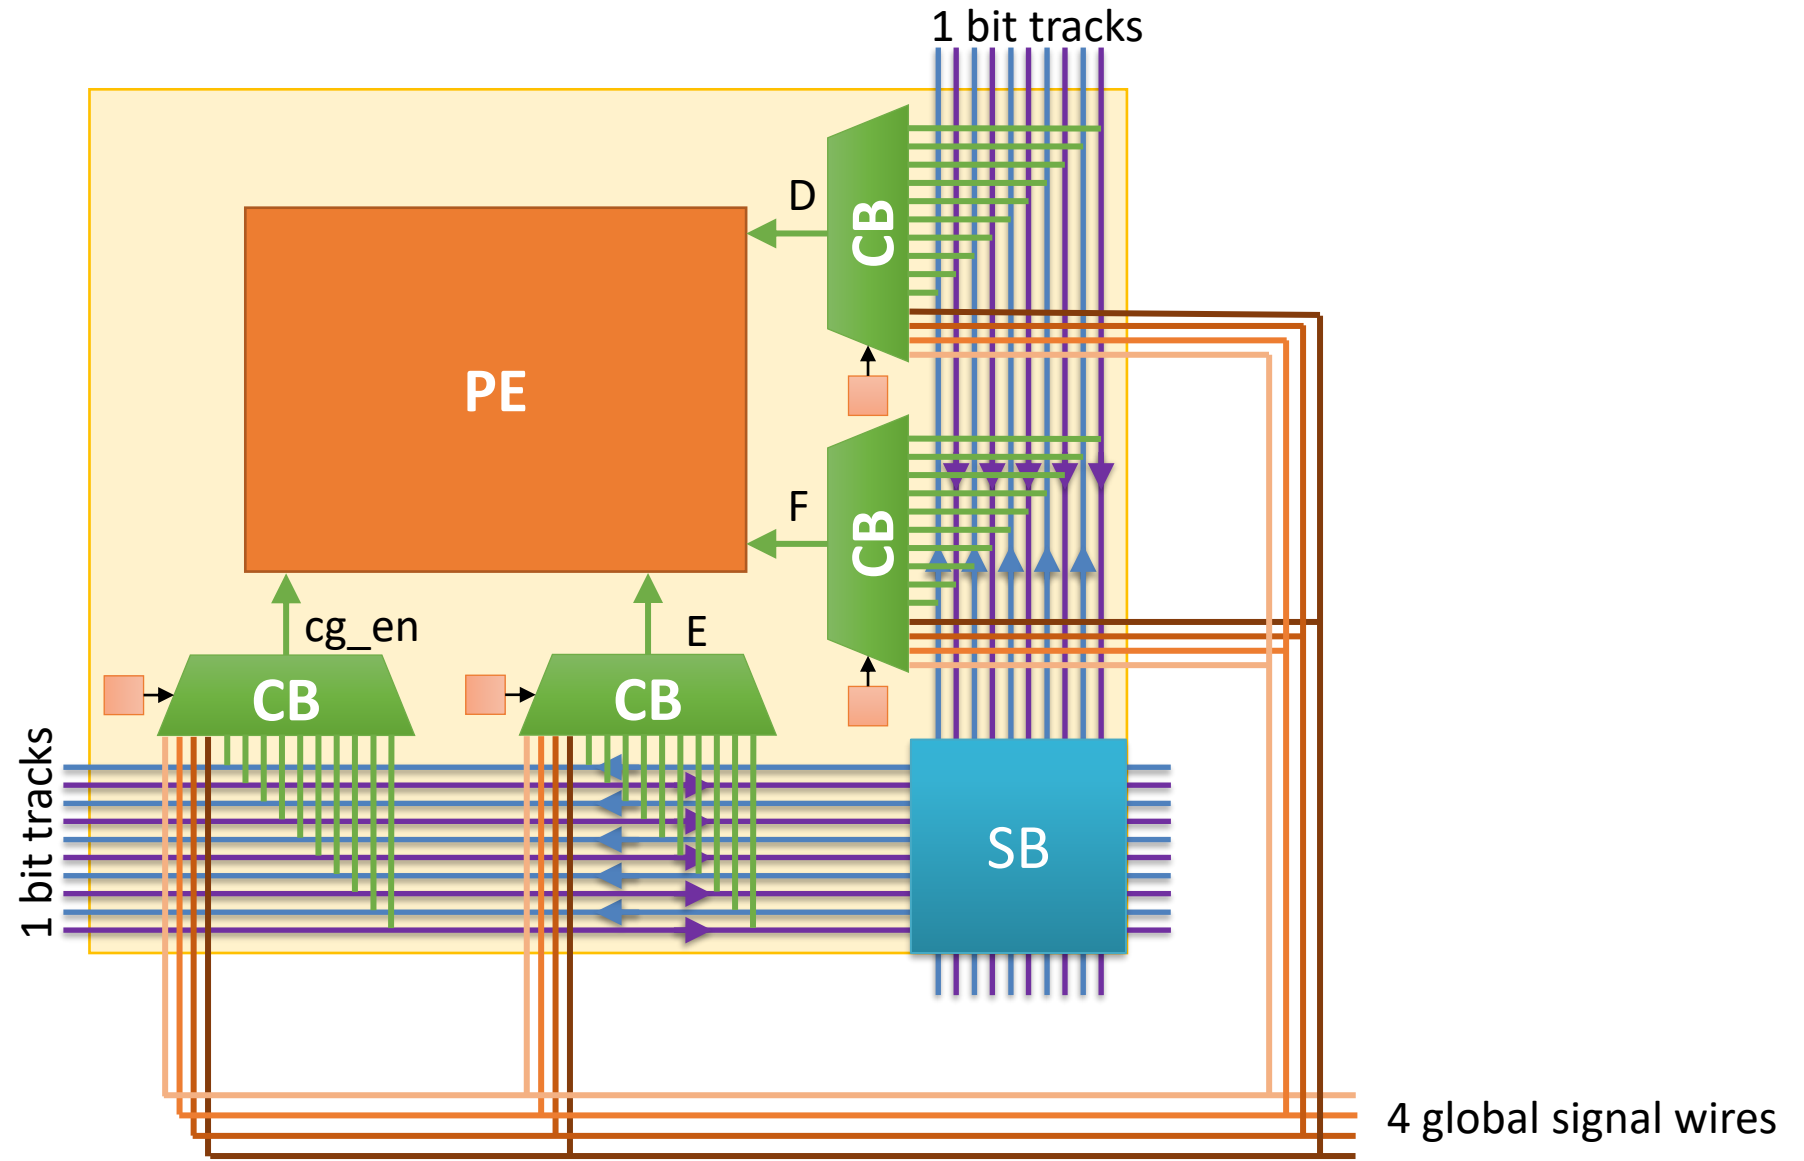 1 bit tracks
D
CB
PE
F
CB
cg_en
E
CB
CB
1 bit tracks
SB
4 global signal wires